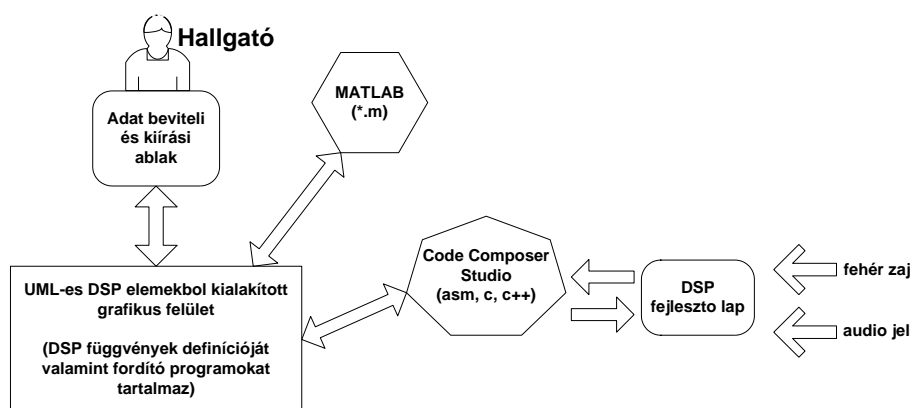 Hallgató
Adat beviteli
és kiírási
ablak
MATLAB
(*.m)
UML-es DSP elemekbol kialakított
grafikus felület
(DSP függvények definícióját
valamint fordító programokat
tartalmaz)
Code Composer
Studio
(asm, c, c++)
DSP
fejleszto lap
fehér zaj
audio jel